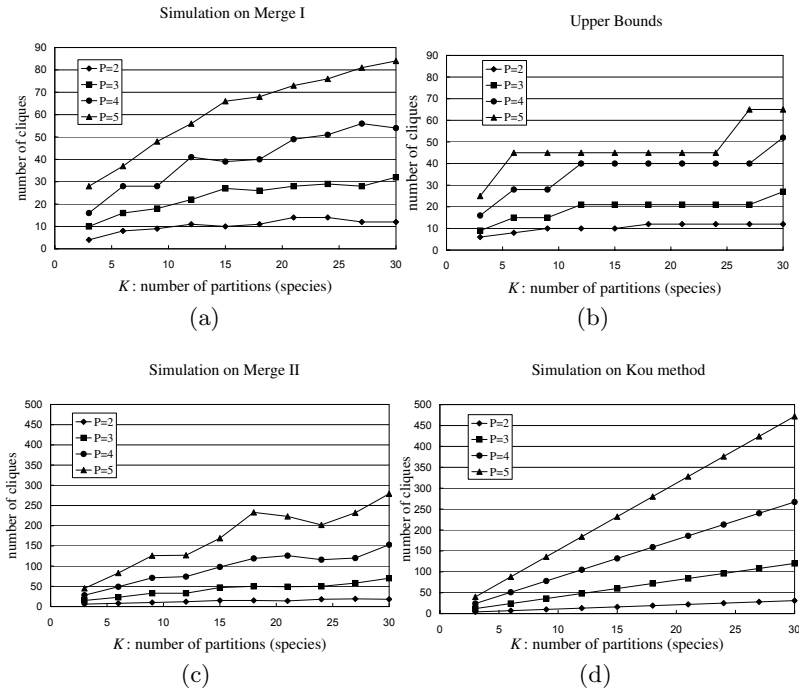 Simulation on Merge I
90
80
70
60
50
40
30
20
10
0
number of cliques
P=2
P=3
P=4
P=5
0 5 10 15 20 25 30
K: number of partitions (species)
(a)
Upper Bounds
90
80
70
60
50
40
30
20
10
0
number of cliques
P=2
P=3
P=4
P=5
0 5 10 15 20 25 30
K: number of partitions (species)
(b)
Simulation on Merge II
500
450
400
350
300
250
200
150
100
50
0
number of cliques
P=2
P=3
P=4
P=5
0 5 10 15 20 25 30
K: number of partitions (species)
(c)
Simulation on Kou method
500
450
400
350
300
250
200
150
100
50
0
number of cliques
P=2
P=3
P=4
P=5
0 5 10 15 20 25 30
K: number of partitions (species)
(d)